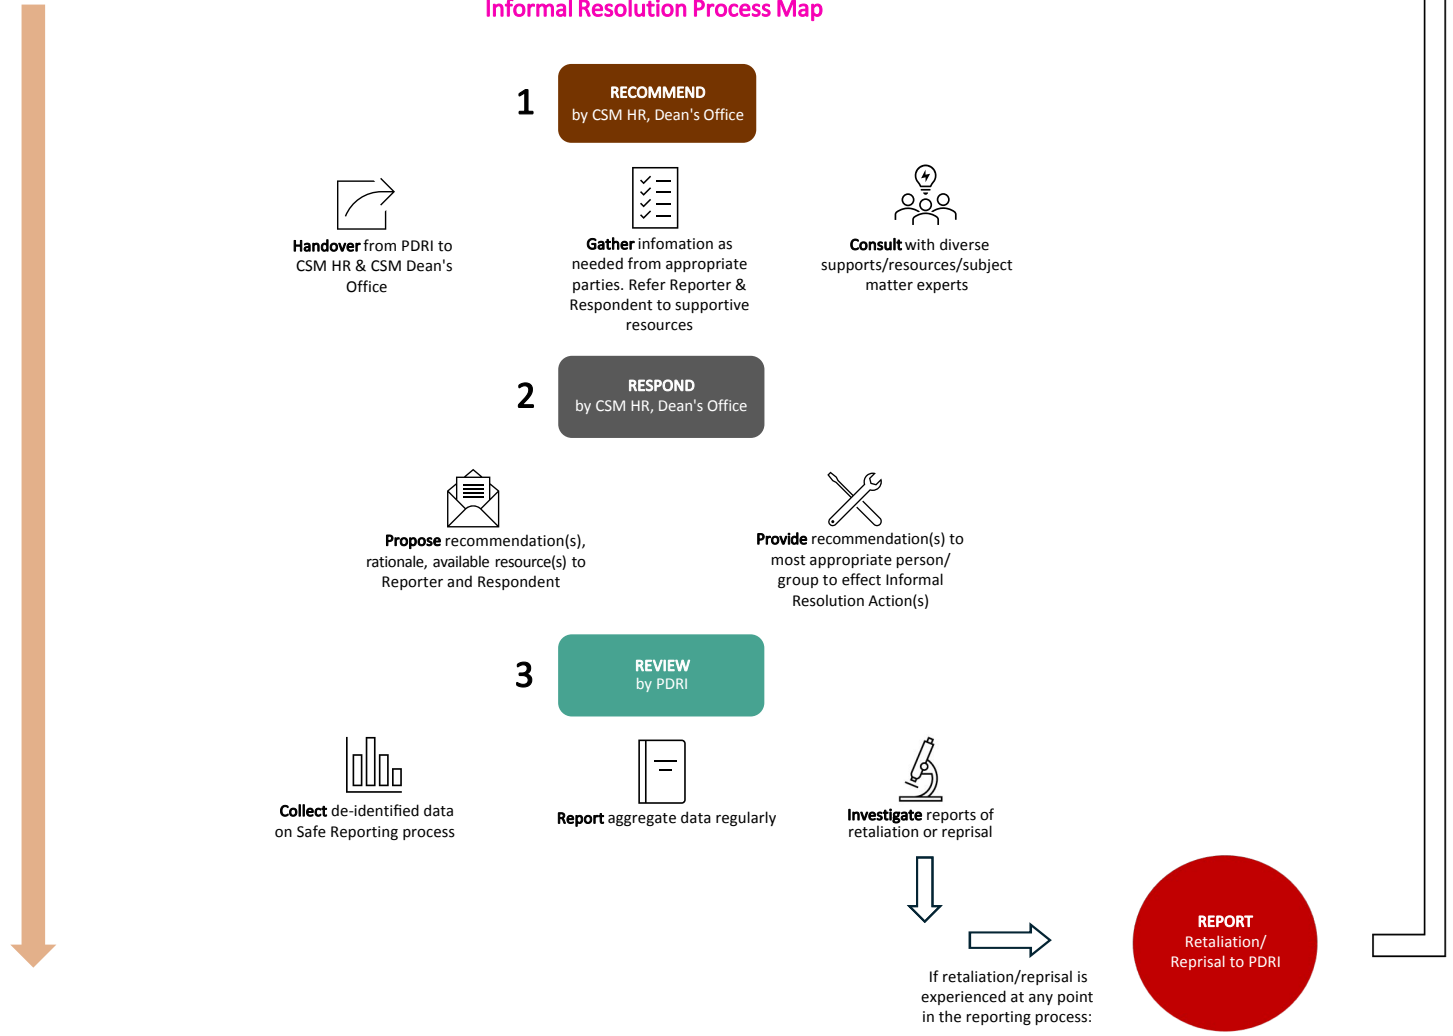 Informal Resolution Process Map
1
RECOMMEND
by CSM HR, Dean's Office
Handover from PDRI to
CSM HR & CSM Dean's
Office
Gather infomation as
needed from appropriate
parties. Refer Reporter &
Respondent to supportive
resources
Consult with diverse
supports/resources/subject
matter experts
2
RESPOND
by CSM HR, Dean's Office
Propose recommendation(s),
rationale, available resource(s) to
Reporter and Respondent
Provide recommendation(s) to
most appropriate person/
group to effect Informal
Resolution Action(s)
3
REVIEW
by PDRI
Collect de-identified data
on Safe Reporting process
Report aggregate data regularly
Investigate reports of
retaliation or reprisal
REPORT
Retaliation/
Reprisal to PDRI
If retaliation/reprisal is
experienced at any point
in the reporting process: